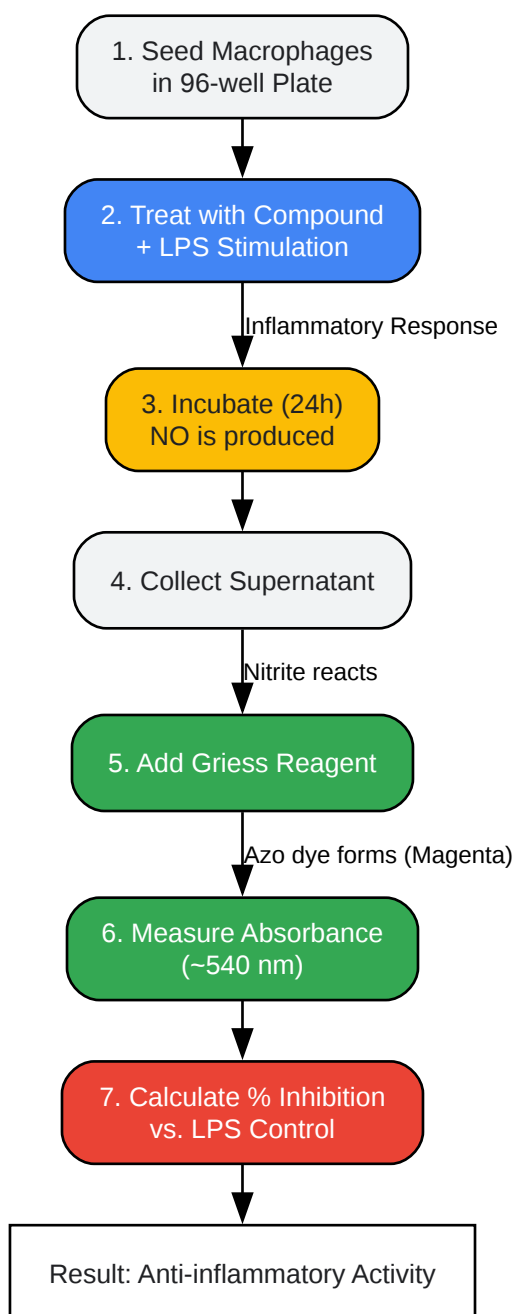 1. Seed Macrophages
in 96-well Plate
2. Treat with Compound
+ LPS Stimulation
Inflammatory Response
3. Incubate (24h)
NO is produced
4. Collect Supernatant
Nitrite reacts
5. Add Griess Reagent
Azo dye forms (Magenta)
6. Measure Absorbance
(~540 nm)
7. Calculate % Inhibition
vs. LPS Control
Result: Anti-inflammatory Activity